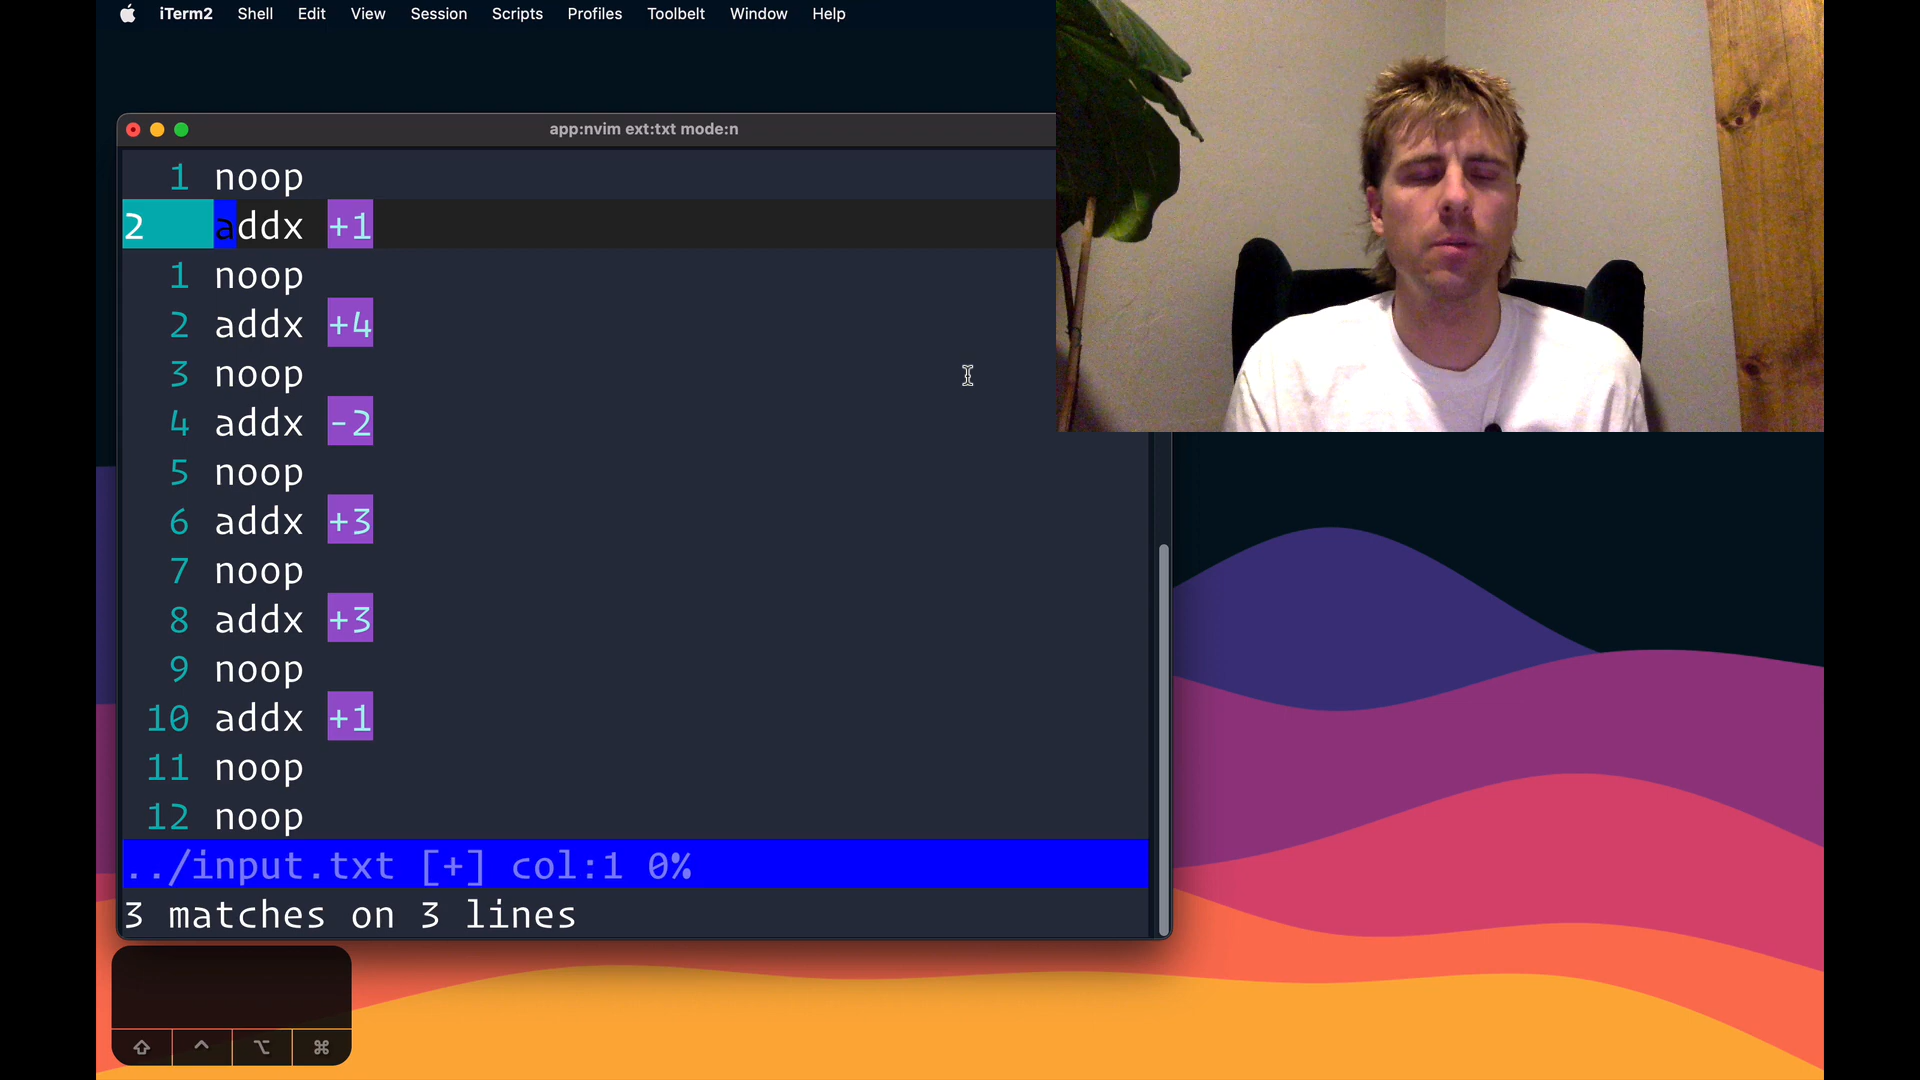 iTerm2 Shell Edit View Session Scripts Profiles Toolbelt Window Help
app:nvim ext:txt mode:n
1 noop
2 addx +1
1 noop
2 addx +4
3 noop
4 addx -2
5 noop
6 addx +3
7 noop
8 addx +3
9 noop
10 addx +1
11 noop
12 noop
../input.txt [+] col:1 0%
3 matches on 3 lines